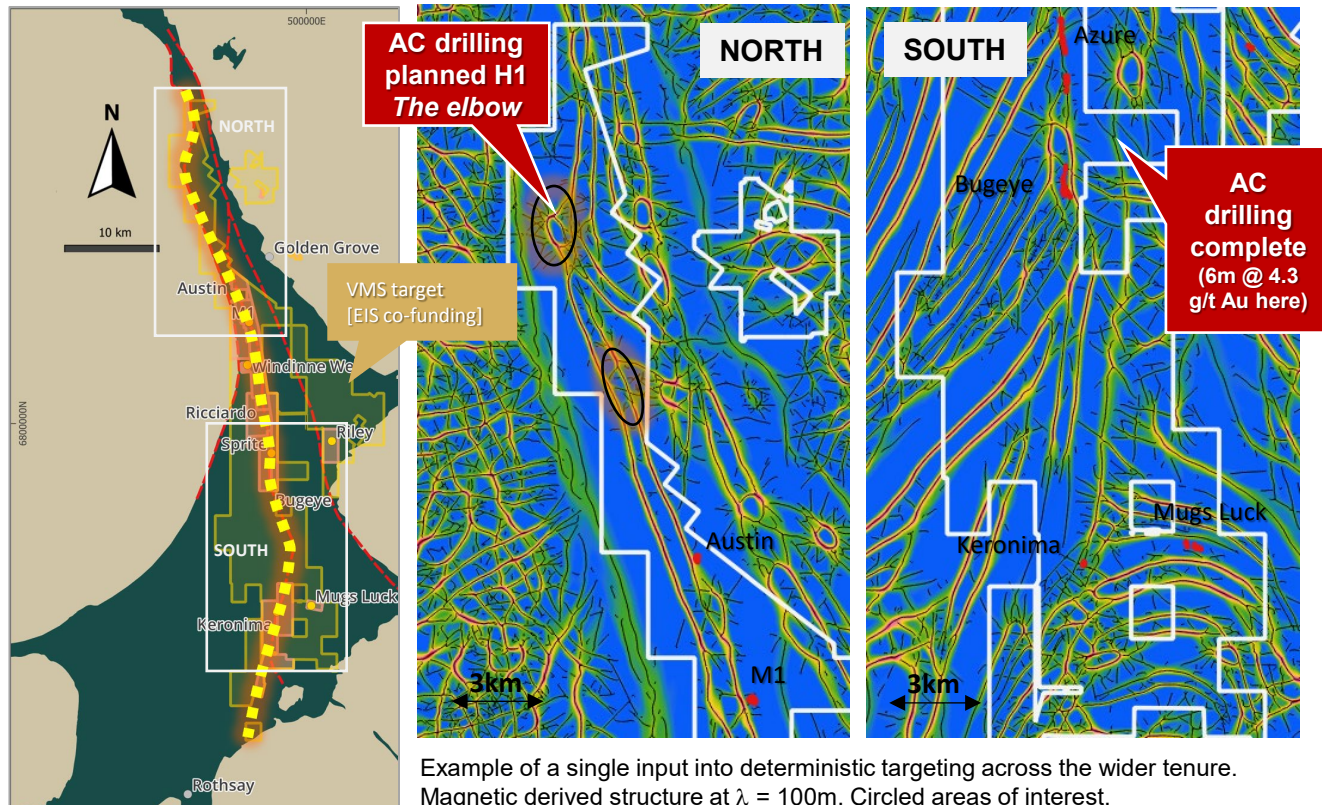 500000E
N
NORTH
10 km
Golden Grove
Austin
M1
VMS target
[EIS co-funding]
Windinne We
Ricciardo
Sprite
Riley
Bugeye
SOUTH
Mugs Luck
Keronima
Rothsay
6800000N
AC drilling
planned H1
The elbow
NORTH
Austin
M1
3km
SOUTH
Azure
Bugeye
AC
drilling
complete
(6m @ 4.3
g/t Au here)
Mugs Luck
Keronima
3km
Example of a single input into deterministic targeting across the wider tenure.
Magnetic derived structure at λ = 100m. Circled areas of interest.